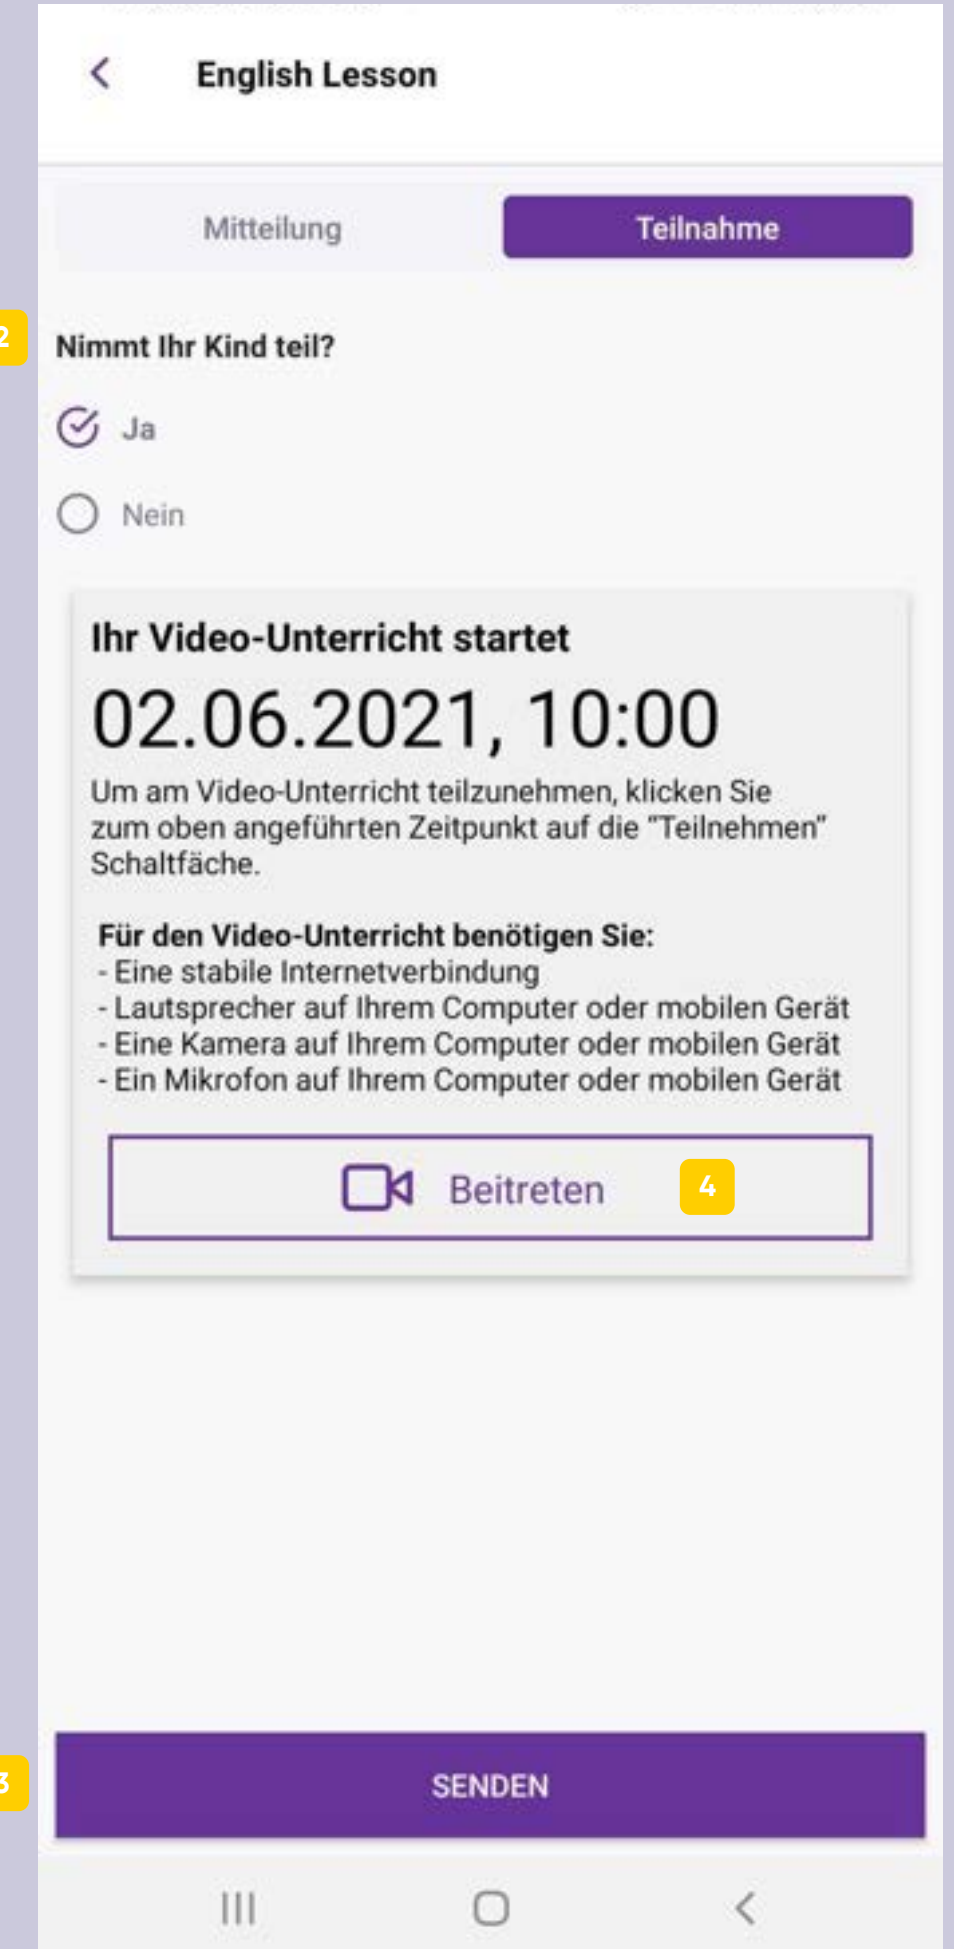 English Lesson
Mitteilung
Teilnahme
2
Nimmt Ihr Kind teil?
Ja
Nein
Ihr Video-Unterricht startet
02.06.2021, 10:00
Um am Video-Unterricht teilzunehmen, klicken Sie
zum oben angeführten Zeitpunkt auf die “Teilnehmen”
Schaltfäche.
Für den Video-Unterricht benötigen Sie:
- Eine stabile Internetverbindung
- Lautsprecher auf Ihrem Computer oder mobilen Gerät
- Eine Kamera auf Ihrem Computer oder mobilen Gerät
- Ein Mikrofon auf Ihrem Computer oder mobilen Gerät
Beitreten
4
3
SENDEN